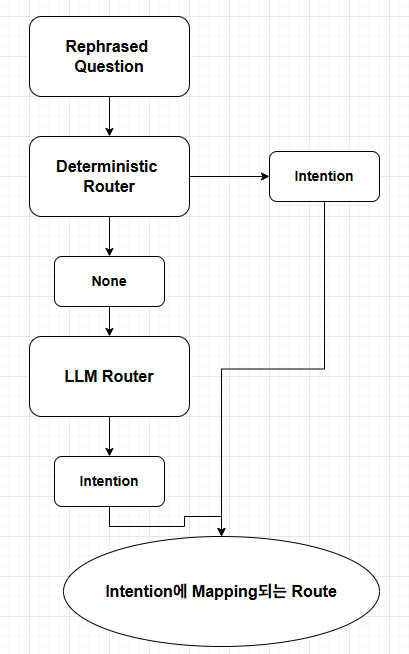 Rephrased
Question
Deterministic
Router
Intention
None
LLM Router
Intention
Intention에 Mapping되는 Route